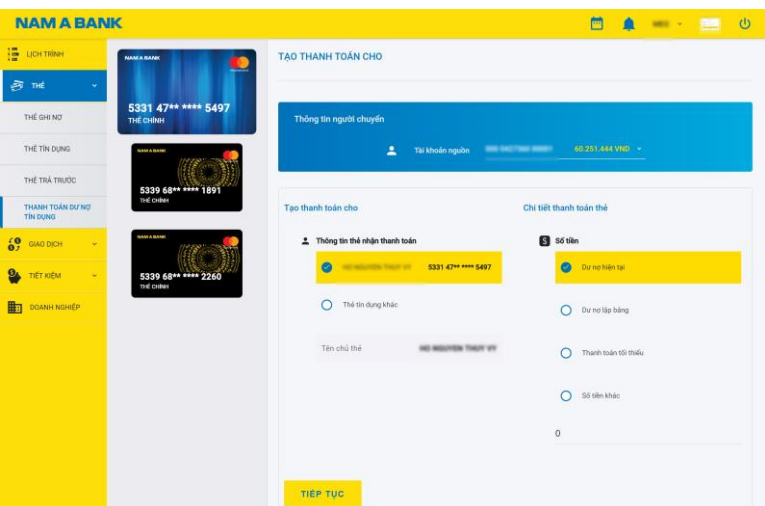 NAM A BANK
LỊCH TRÌNH
THẺ
THẺ GHI NỢ
THẺ TÍN DỤNG
THẺ TRẢ TRƯỚC
THANH TOÁN DƯ NỢ
TÍN DỤNG
GIAO DỊCH
TIẾT KIỆM
DOANH NGHIỆP
NAM A BANK
5331 47** **** 5497
THẺ CHÍNH
NAM A BANK
5339 68** **** 1891
THẺ CHÍNH
NAM A BANK
5339 68** **** 2260
THẺ CHÍNH
TẠO THANH TOÁN CHO
Thông tin người chuyển
Tài khoản nguồn
60.251.444 VND
Tạo thanh toán cho
Thông tin thẻ nhận thanh toán
5331 47** **** 5497
Thẻ tín dụng khác
Tên chủ thẻ
Chi tiết thanh toán thẻ
$ Số tiền
Dư nợ hiện tại
Dư nợ lập bảng
Thanh toán tối thiểu
Số tiền khác
0
TIẾP TỤC